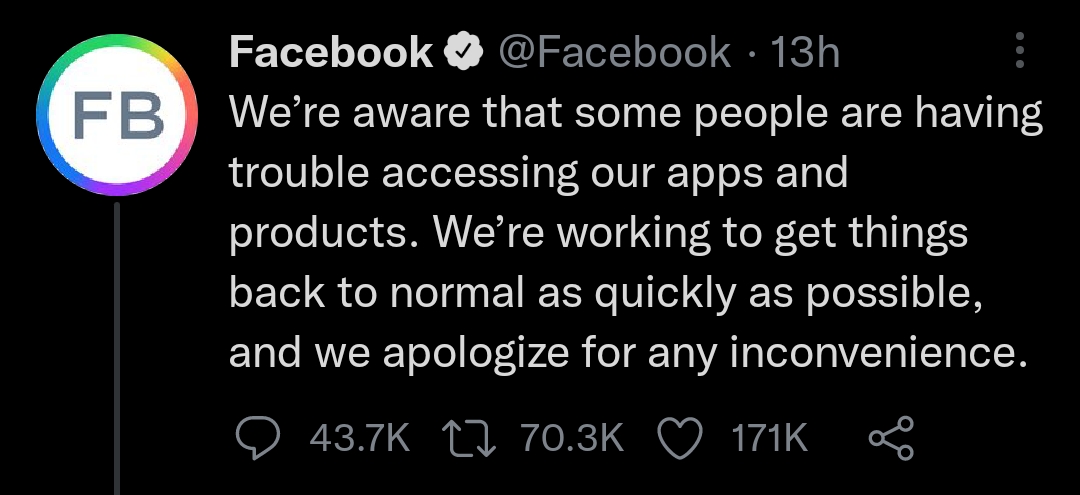 FB
Facebook @Facebook · 13h
We’re aware that some people are having
trouble accessing our apps and
products. We’re working to get things
back to normal as quickly as possible,
and we apologize for any inconvenience.
43.7K 70.3K 171K